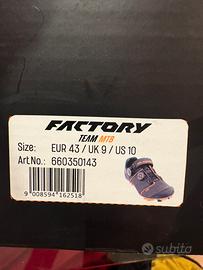 FACTORY
TEAM MTB
Size: EUR 43 / UK 9 / US 10
Art.No.: 660350143
9 008594 162518
subito